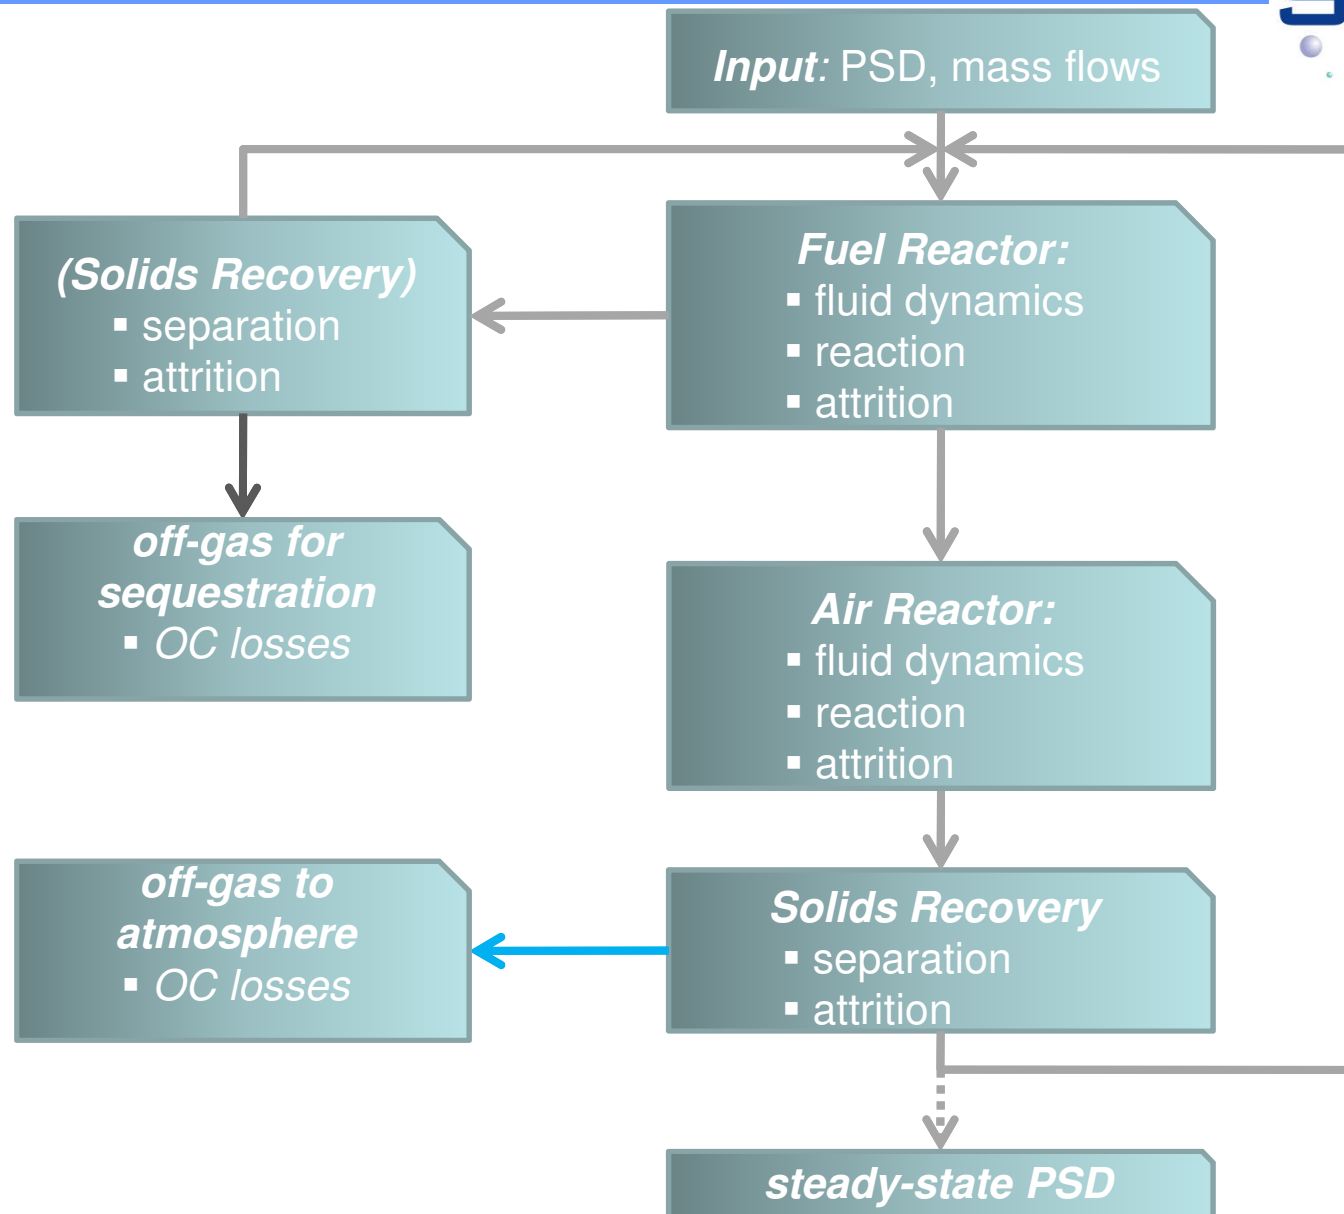 Input: PSD, mass flows
(Solids Recovery)
▪ separation
▪ attrition
Fuel Reactor:
▪ fluid dynamics
▪ reaction
▪ attrition
off-gas for
sequestration
▪ OC losses
Air Reactor:
▪ fluid dynamics
▪ reaction
▪ attrition
off-gas to
atmosphere
▪ OC losses
Solids Recovery
▪ separation
▪ attrition
steady-state PSD